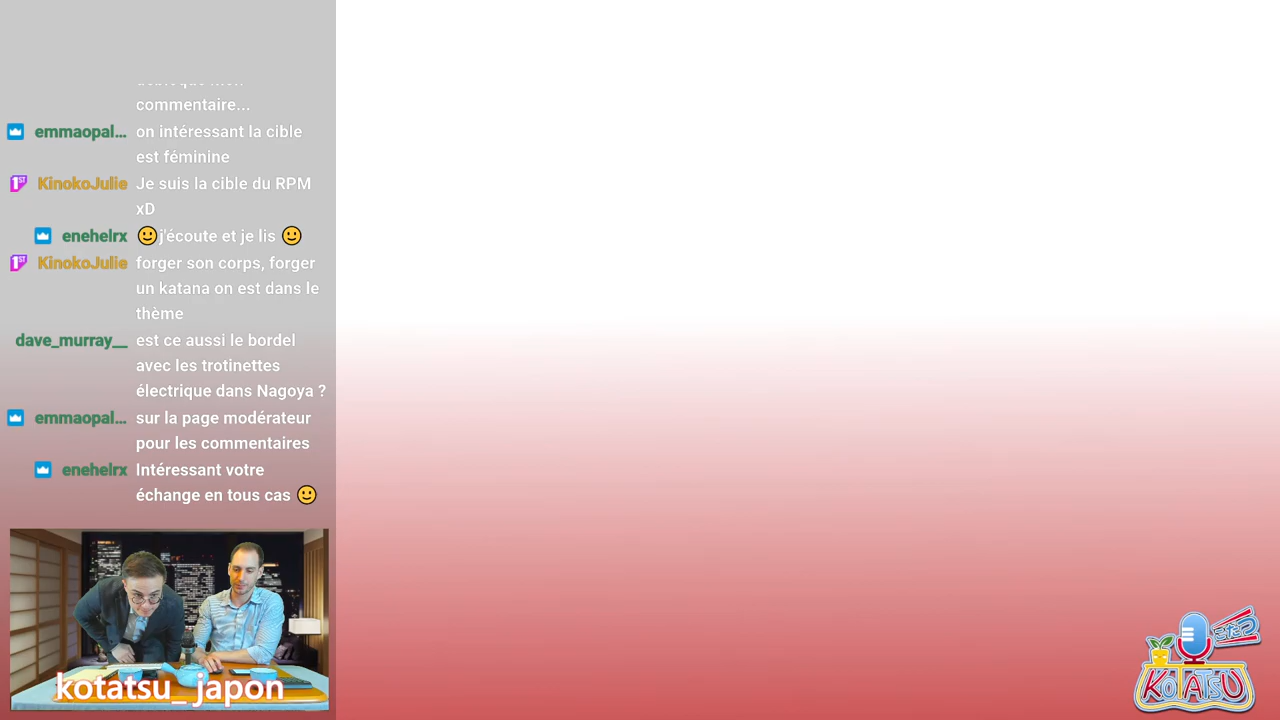 commentaire...
emmaopal... on intéressant la cible
est féminine
KinokoJulie Je suis la cible du RPM
xD
enehelrx j'écoute et je lis
KinokoJulie forger son corps, forger
un katana on est dans le
thème
dave_murray__ est ce aussi le bordel
avec les trotinettes
électrique dans Nagoya ?
emmaopal... sur la page modérateur
pour les commentaires
enehelrx Intéressant votre
échange en tous cas
kotatsu_japon
こたつ
KOTATSU